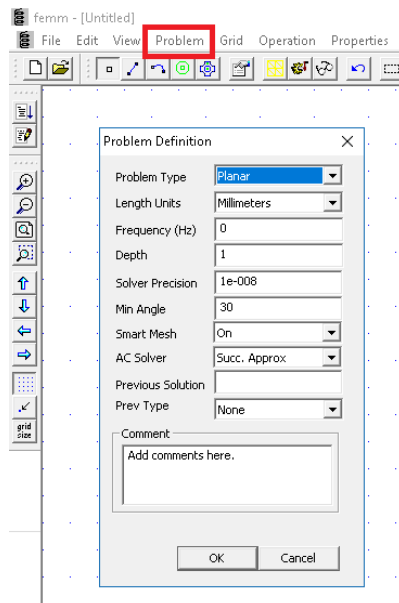 femm - [Untitled]
File Edit View Problem Grid Operation Properties
Problem Definition
Problem Type Planar
Length Units Millimeters
Frequency (Hz) 0
Depth 1
Solver Precision 1e-008
Min Angle 30
Smart Mesh On
AC Solver Succ. Approx
Previous Solution
Prev Type None
Comment
Add comments here.
OK Cancel
grid
size